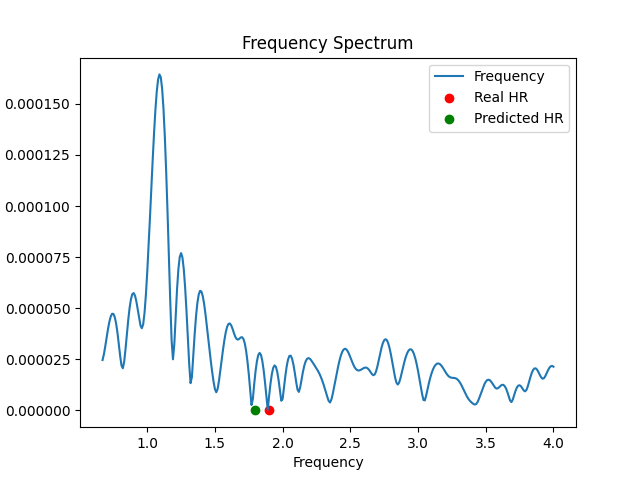 Frequency Spectrum
Frequency
Real HR
Predicted HR
0.000150
0.000125
0.000100
0.000075
0.000050
0.000025
0.000000
1.0 1.5 2.0 2.5 3.0 3.5 4.0
Frequency